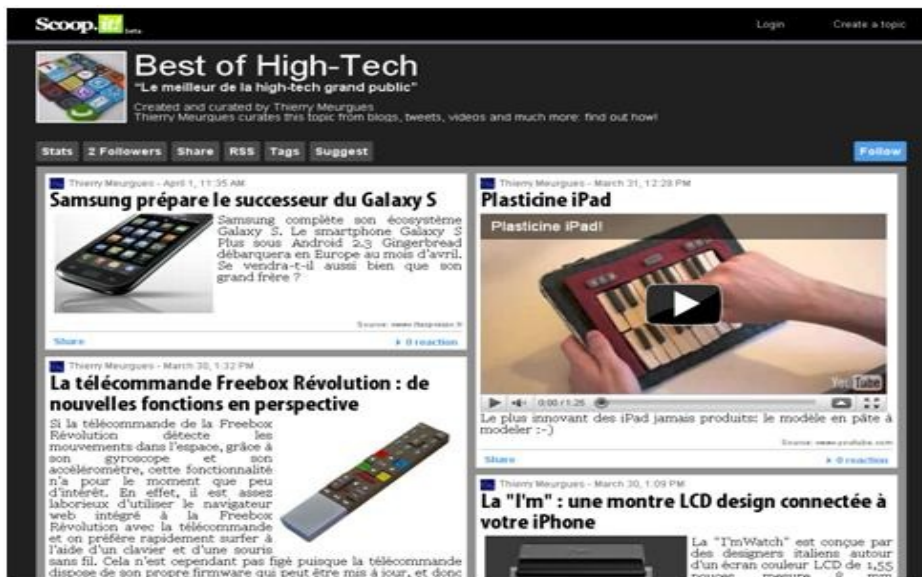 Scoop.it!
beta
Login
Create a topic
Best of High-Tech
"Le meilleur de la high-tech grand public"
Created and curated by Thierry Meurgues
Thierry Meurgues curates this topic from blogs, tweets, videos and much more: find out how!
Stats
2 Followers
Share
RSS
Tags
Suggest
Follow
Thierry Meurgues - April 1, 11:35 AM
Samsung prépare le successeur du Galaxy S
Samsung complète son écosystème
Galaxy S. Le smartphone Galaxy S
Plus sous Android 2.3 Gingerbread
débarquera en Europe au mois d'avril.
Se vendra-t-il aussi bien que son
grand frère ?
Source:
Share
0 reaction
Thierry Meurgues - March 30, 1:32 PM
La télécommande Freebox Révolution : de
nouvelles fonctions en perspective
Si la télécommande de la Freebox
Révolution détecte les
mouvements dans l'espace, grâce à
son gyroscope et son
accéléromètre, cette fonctionnalité
n'a pour le moment que peu
d'intérêt. En effet, il est assez
laborieux d'utiliser le navigateur
web intégré à la Freebox
Révolution avec la télécommande
et on préfère rapidement surfer à
l'aide d'un clavier et d'une souris
sans fil. Cela n'est cependant pas figé puisque la télécommande
dispose de son propre firmware qui peut être mis à jour, et donc
Thierry Meurgues - March 31, 12:28 PM
Plasticine iPad
Plasticine iPad!
YouTube
0:00 / 1:25
Le plus innovant des iPad jamais produits: le modèle en pâte à
modeler :-)
Source: www.youtube.com
Share
0 reaction
Thierry Meurgues - March 30, 1:09 PM
La "I'm" : une montre LCD design connectée à
votre iPhone
La "I'mWatch" est conçue par
des designers italiens autour
d'un écran couleur LCD de 1,55